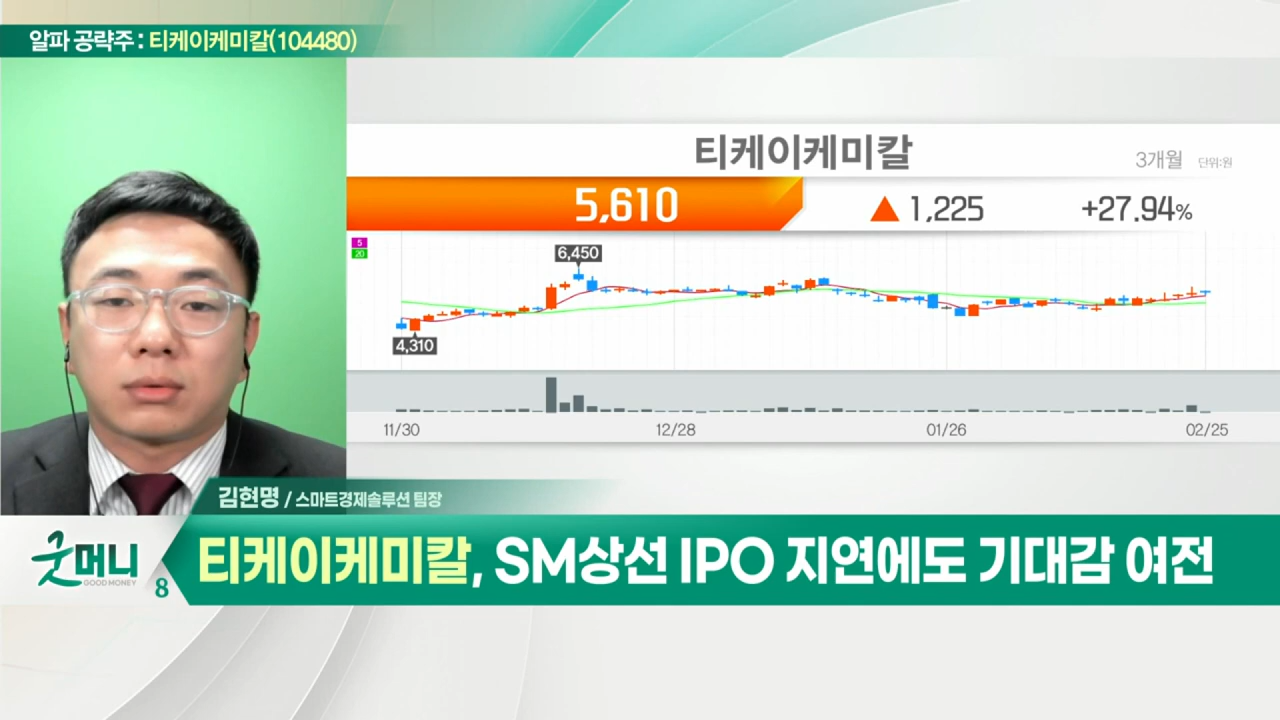 알파 공략주 : 티케이케미칼(104480)
티케이케미칼
3개월 단위:원
5,610 ▲ 1,225 +27.94%
5
20
6,450
4,310
11/30 12/28 01/26 02/25
김현명 / 스마트경제솔루션 팀장
굿머니
GOOD MONEY
8
티케이케미칼, SM상선 IPO 지연에도 기대감 여전